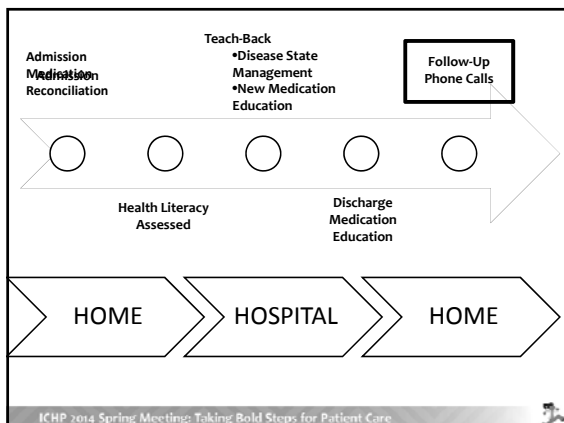 Admission
Medication
Admission
Reconciliation
Teach-Back
•Disease State
Management
•New Medication
Education
Follow-Up
Phone Calls
Health Literacy
Assessed
Discharge
Medication
Education
HOME
HOSPITAL
HOME
ICHP 2014 Spring Meeting: Taking Bold Steps for Patient Care